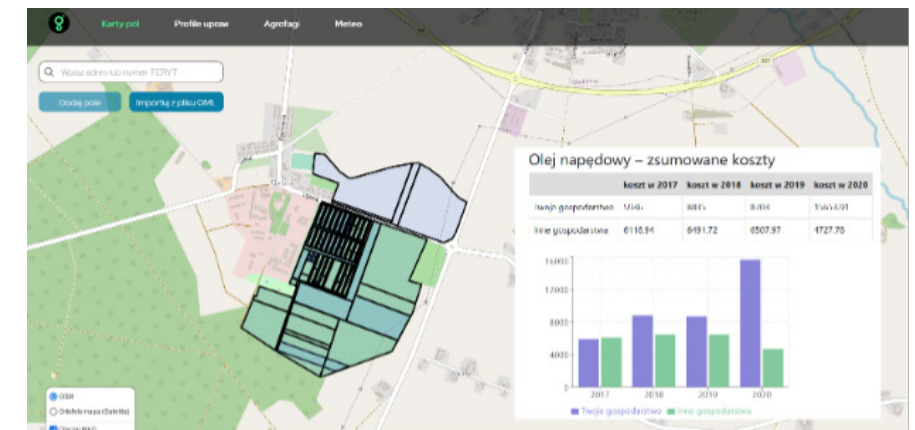 Karty pól Profile upraw Agrofagi Meteo
Wpisz adres lub numer TERYT
Dodaj pole Importuj z pliku GML
Olej napędowy – zsumowane koszty
koszt w 2017 koszt w 2018 koszt w 2019 koszt w 2020
Twoje gospodarstwo
Inne gospodarstwa 6116.94 6491.72 6507.97 4727.78
16000
12000
8000
4000
0
2017 2018 2019 2020
Twoje gospodarstwo Inne gospodarstwa
OSM
Ortofotomapa (Satelita)